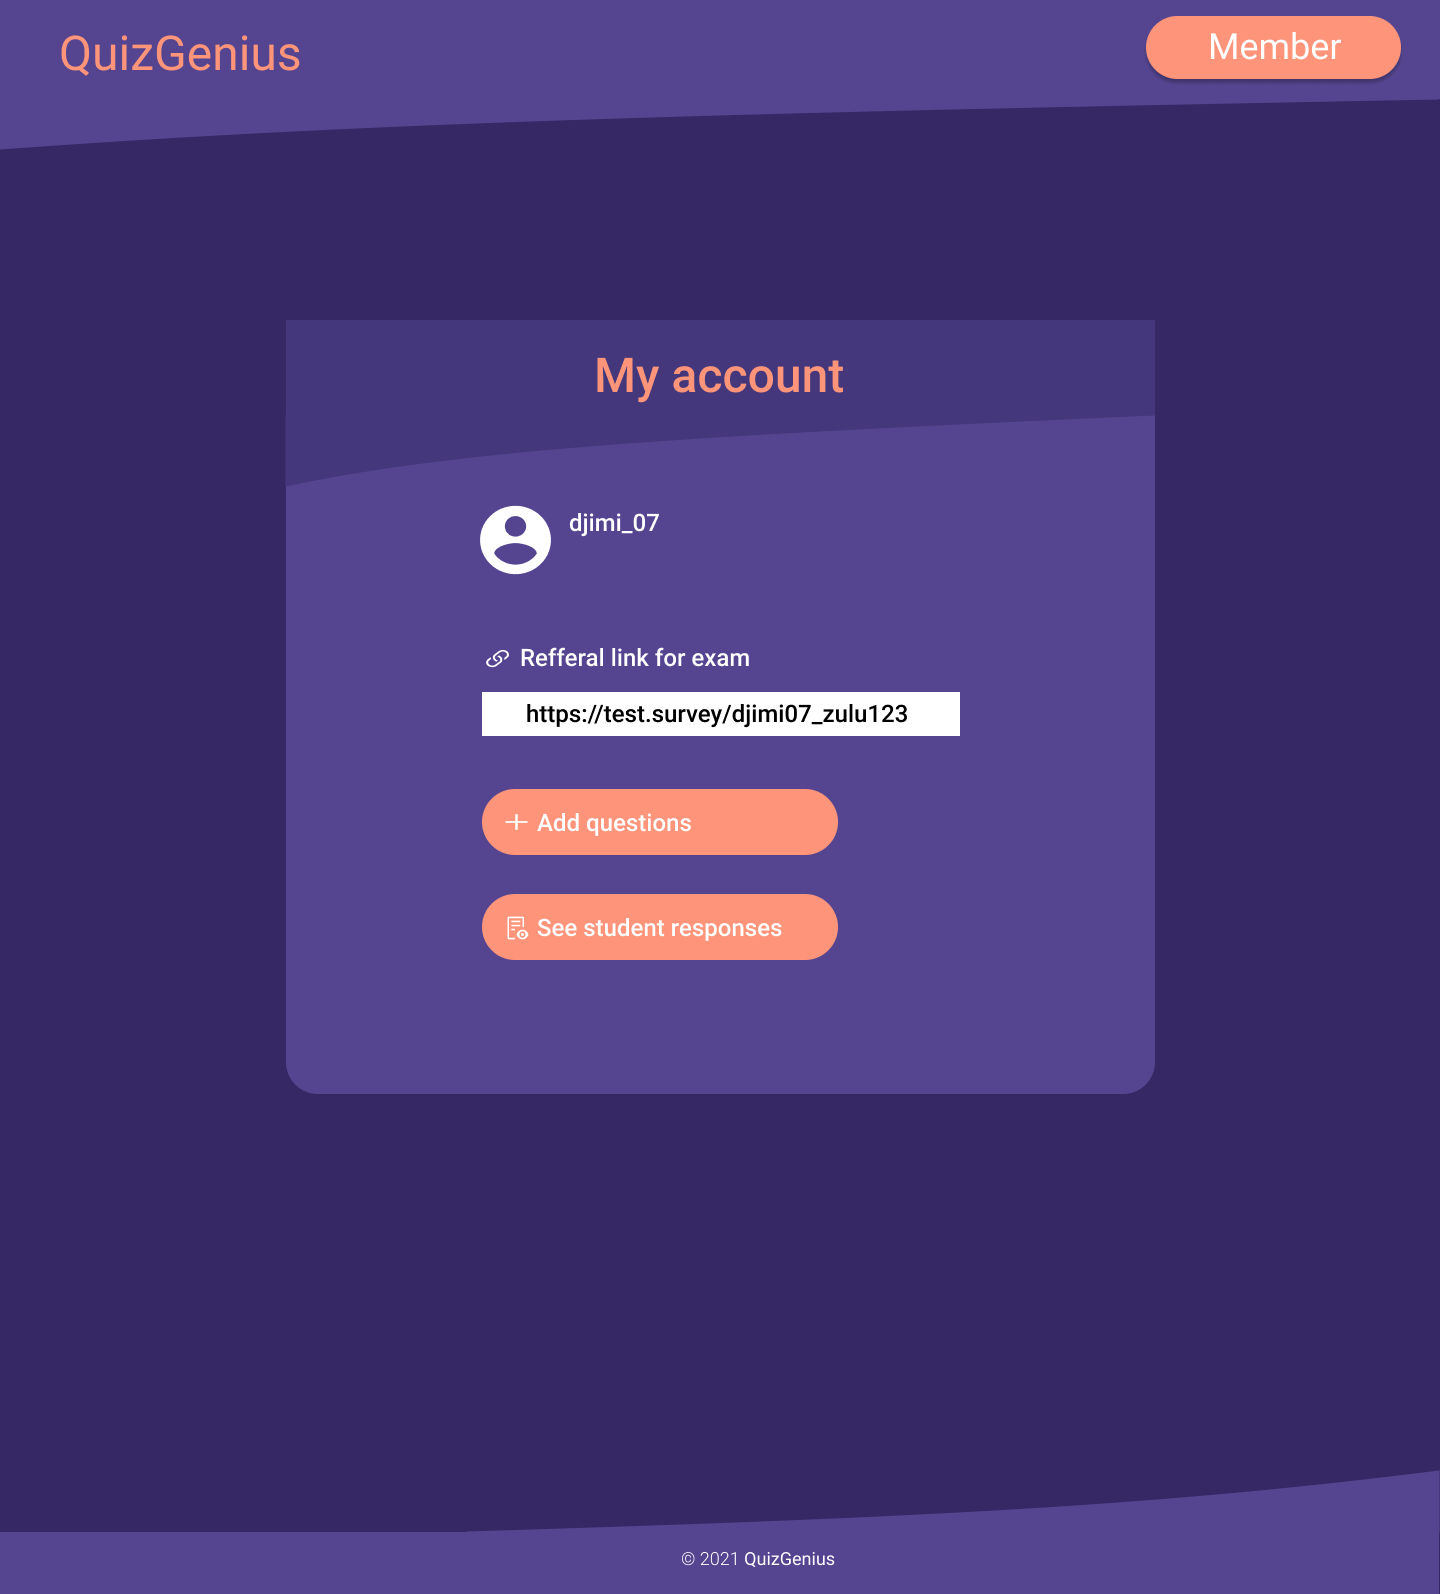 QuizGenius
Member
My account
djimi_07
Refferal link for exam
https://test.survey/djimi07_zulu123
Add questions
See student responses
© 2021 QuizGenius